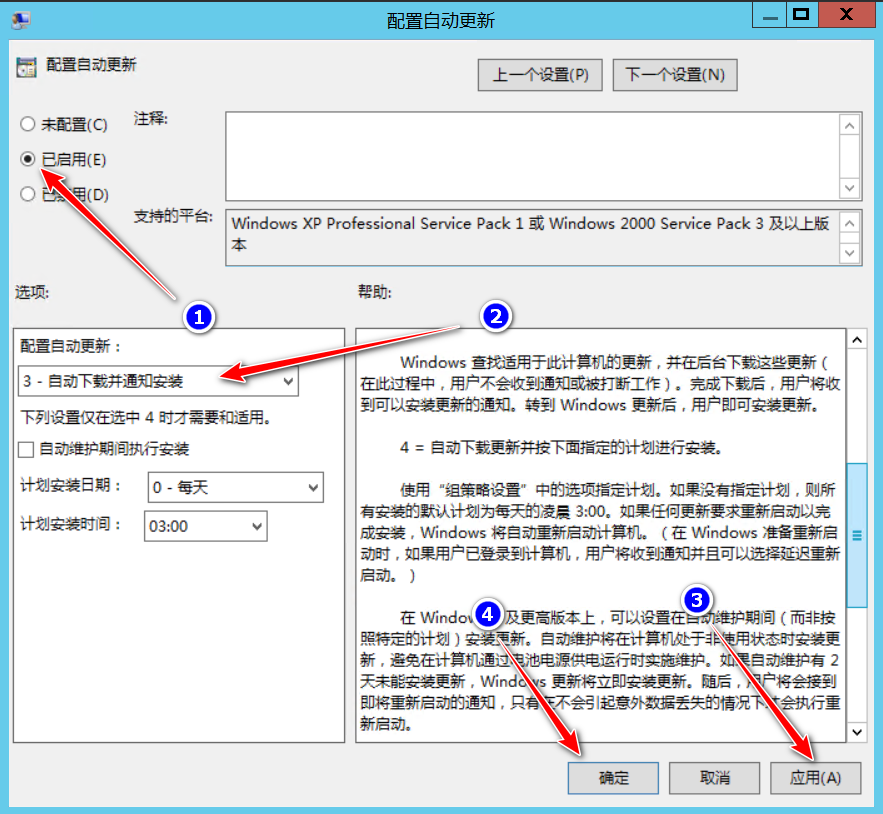 配置自动更新
X
配置自动更新
上一个设置(P)
下一个设置(N)
未配置(C)
注释:
已启用(E)
用(D)
支持的平台:
Windows XP Professional Service Pack 1 或 Windows 2000 Service Pack 3 及以上版
本
选项:
帮助:
1
2
配置自动更新：
3 - 自动下载并通知安装
下列设置仅在选中 4 时才需要和适用。
自动维护期间执行安装
计划安装日期：
0 - 每天
计划安装时间：
03:00
Windows 查找适用于此计算机的更新，并在后台下载这些更新（
在此过程中，用户不会收到通知或被打断工作）。完成下载后，用户将收
到可以安装更新的通知。转到 Windows 更新后，用户即可安装更新。
4 = 自动下载更新并按下面指定的计划进行安装。
使用“组策略设置”中的选项指定计划。如果没有指定计划，则所
有安装的默认计划为每天的凌晨 3:00。如果任何更新要求重新启动以完
成安装，Windows 将自动重新启动计算机。（在 Windows 准备重新启
动时，如果用户已登录到计算机，用户将收到通知并且可以选择延迟重新
启动。）
在 Windo 及更高版本上，可以设置在自动维护期间（而非按
照特定的计划）安装更新。自动维护将在计算机处于非使用状态时安装更
新，避免在计算机通过电池电源供电运行时实施维护。如果自动维护有 2
天未能安装更新，Windows 更新将立即安装更新。随后，用户将会接到
即将重新启动的通知，只有在不会引起意外数据丢失的情况下才会执行重
新启动。
4
3
确定
取消
应用(A)